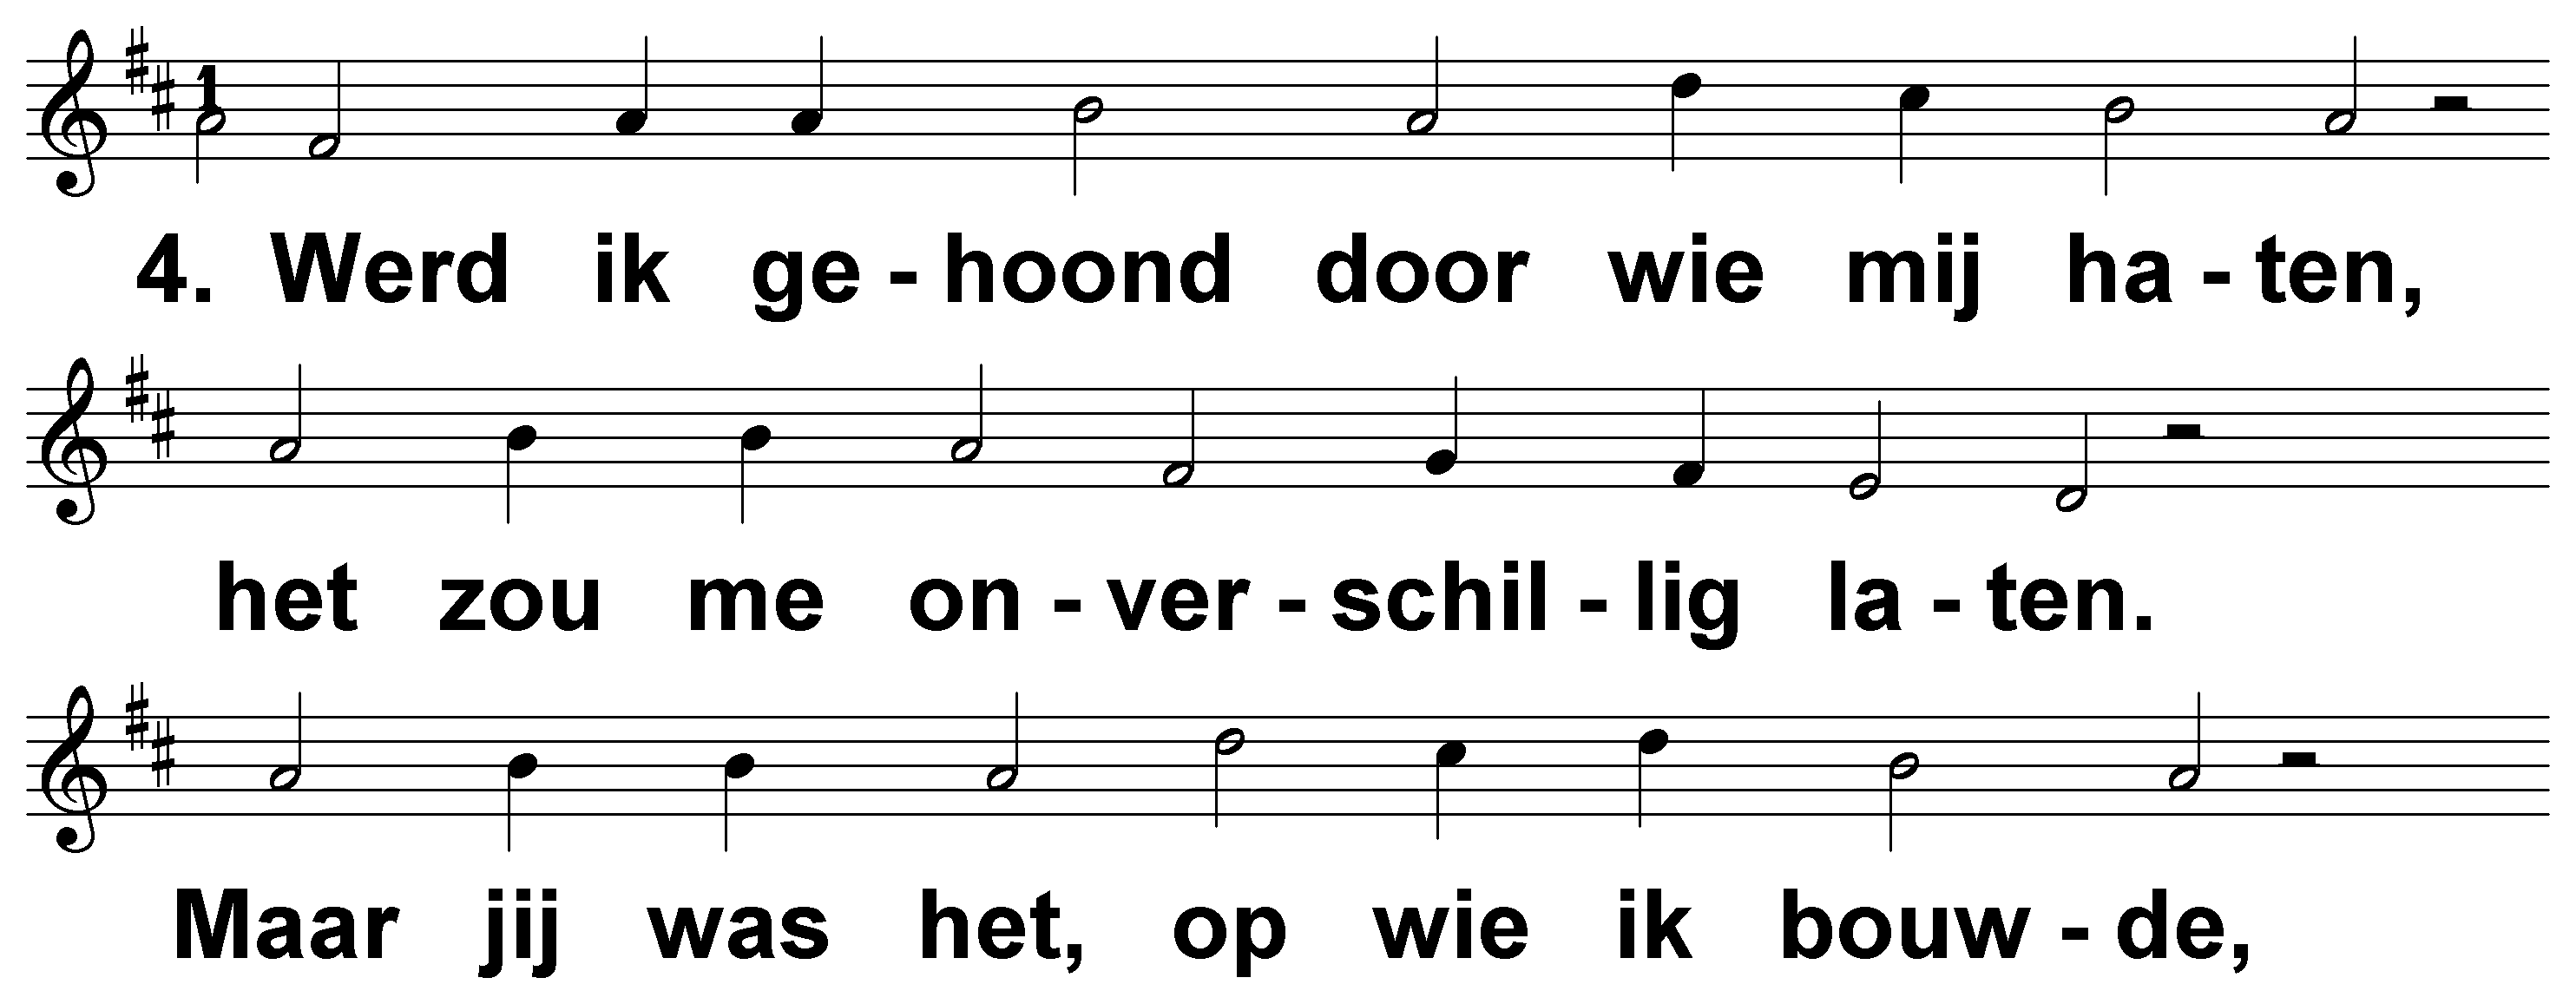 4. Werd ik ge - hoond door wie mij ha - ten,
het zou me on - ver - schil - lig la - ten.
Maar jij was het, op wie ik bouw - de,